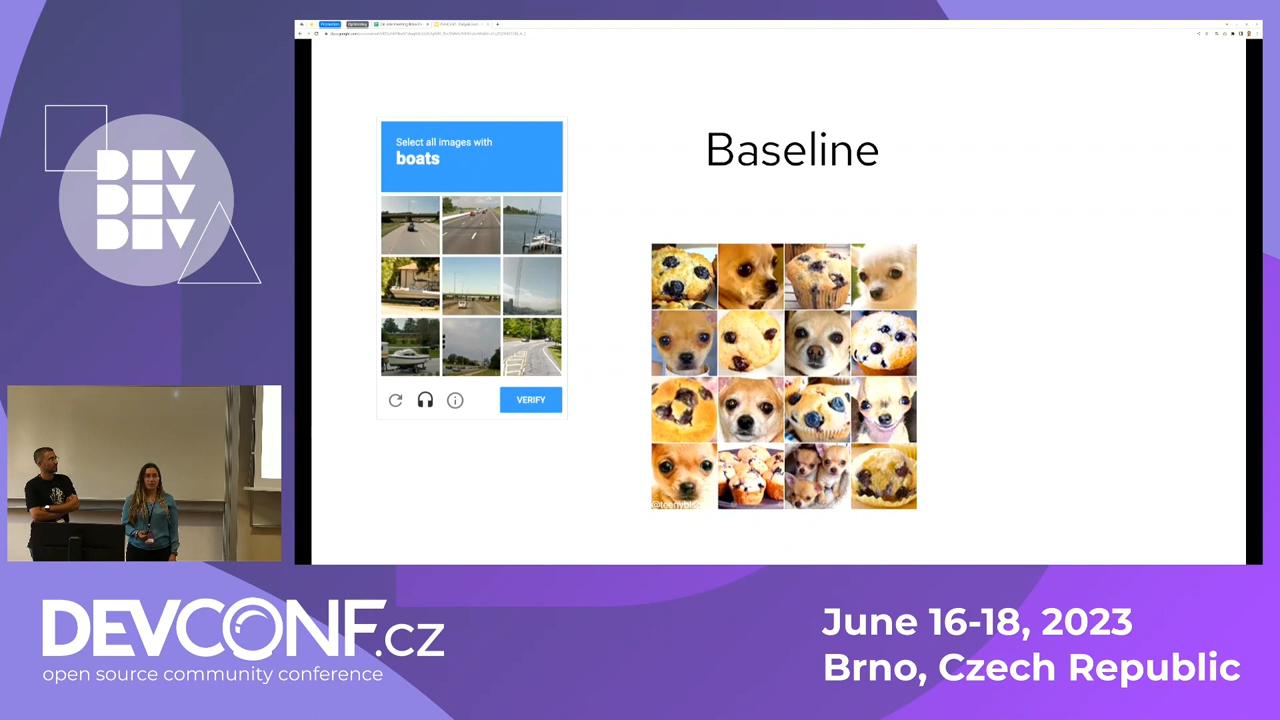 DEV
DEV
DEV
Select all images with
boats
VERIFY
Baseline
DEVCONF.cz
open source community conference
June 16-18, 2023
Brno, Czech Republic